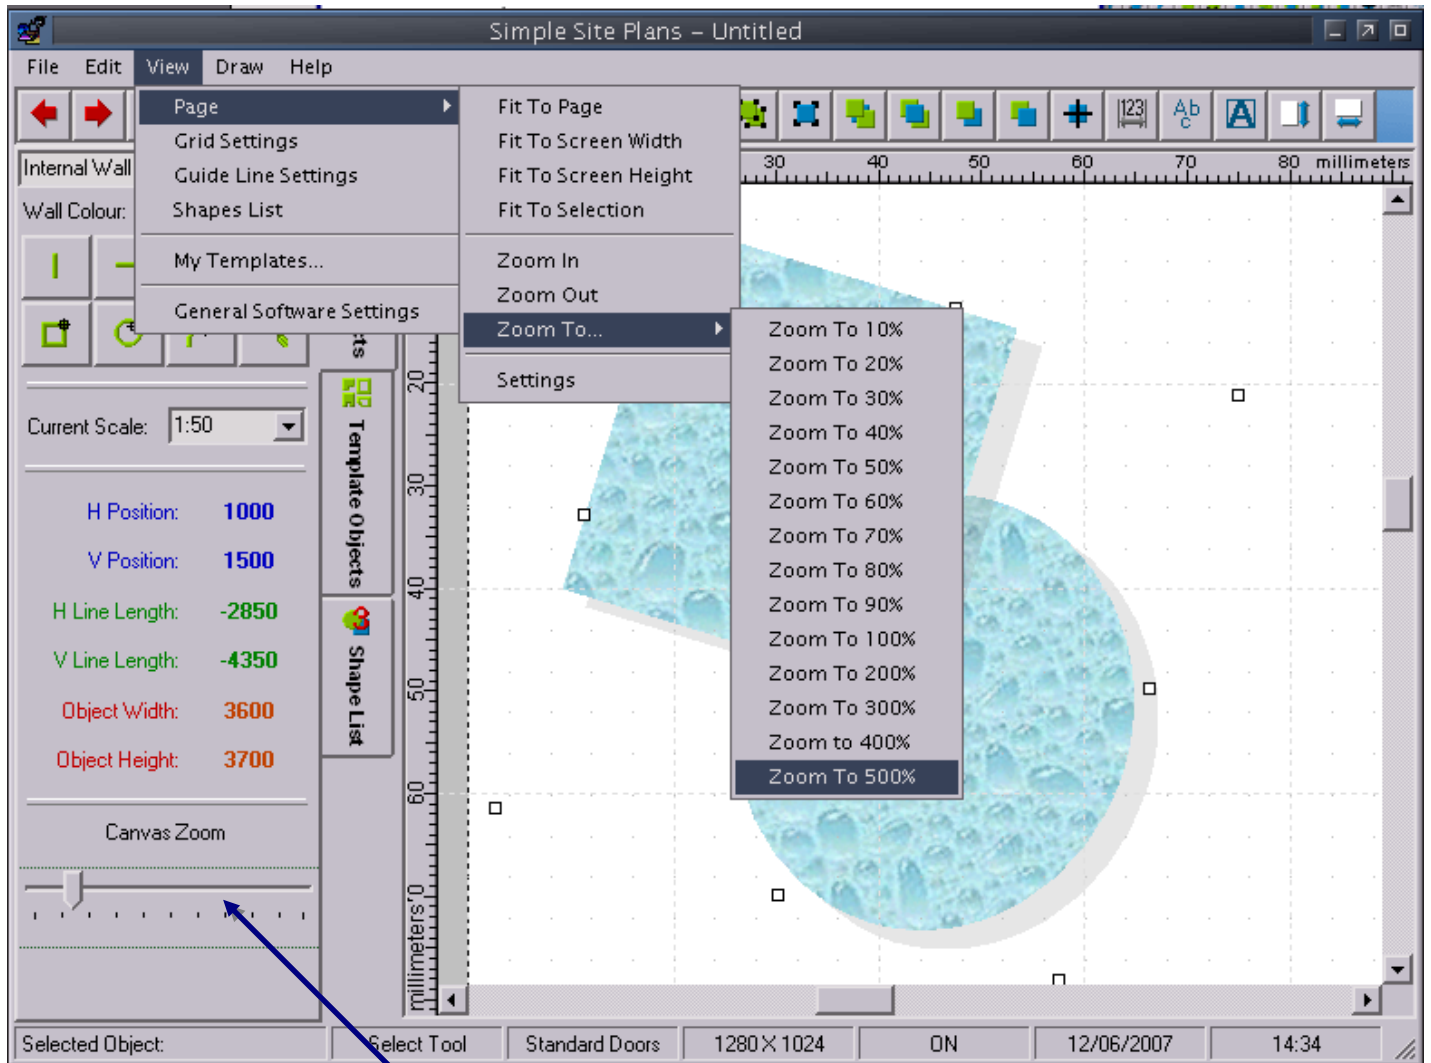 Simple Site Plans – Untitled
File Edit View Draw Help
Page
Grid Settings
Guide Line Settings
Shapes List
My Templates...
General Software Settings
Fit To Page
Fit To Screen Width
Fit To Screen Height
Fit To Selection
Zoom In
Zoom Out
Zoom To...
Settings
Zoom To 10%
Zoom To 20%
Zoom To 30%
Zoom To 40%
Zoom To 50%
Zoom To 60%
Zoom To 70%
Zoom To 80%
Zoom To 90%
Zoom To 100%
Zoom To 200%
Zoom To 300%
Zoom to 400%
Zoom To 500%
123 Ab c A
30 40 50 60 70 80 millimeters
Internal Wall
Wall Colour:
Current Scale: 1:50
H Position: 1000
V Position: 1500
H Line Length: -2850
V Line Length: -4350
Object Width: 3600
Object Height: 3700
Canvas Zoom
cts
Template Objects
3 Shape List
20 30 40 50 60 70 millimeters
Selected Object: Select Tool Standard Doors 1280 X 1024 ON 12/06/2007 14:34